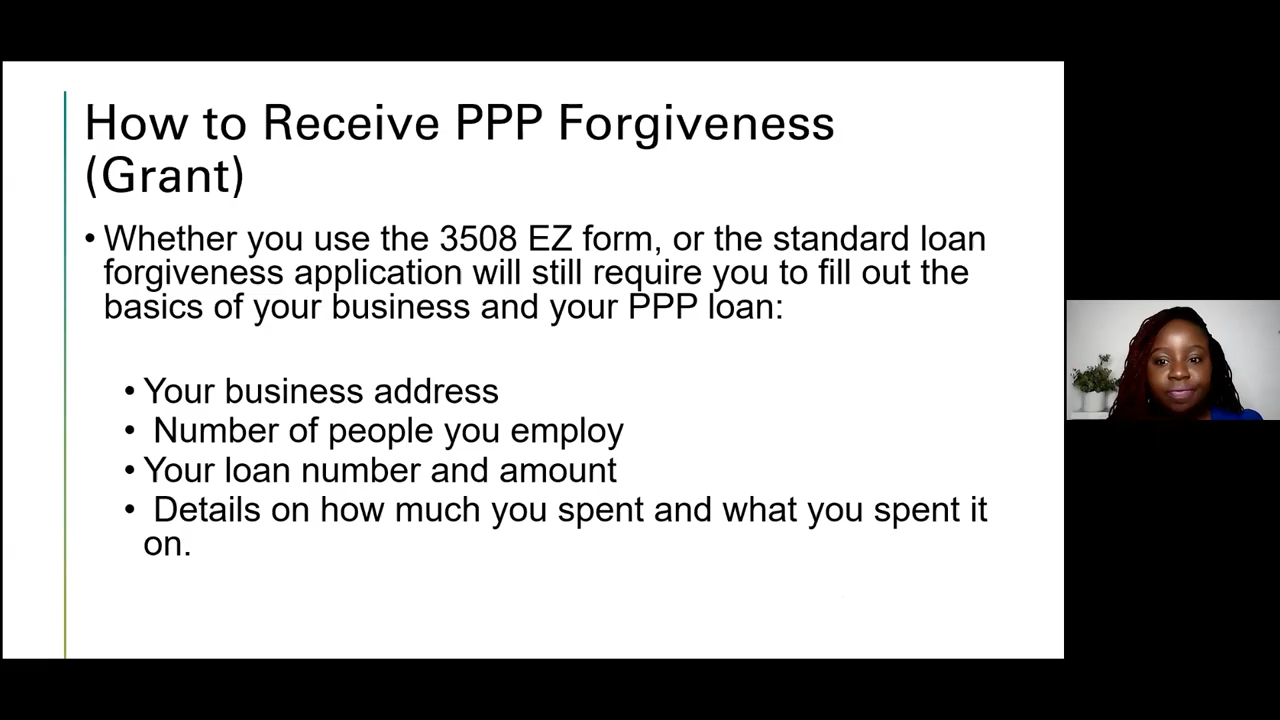 How to Receive PPP Forgiveness
(Grant)
• Whether you use the 3508 EZ form, or the standard loan
forgiveness application will still require you to fill out the
basics of your business and your PPP loan:
• Your business address
• Number of people you employ
• Your loan number and amount
• Details on how much you spent and what you spent it
on.